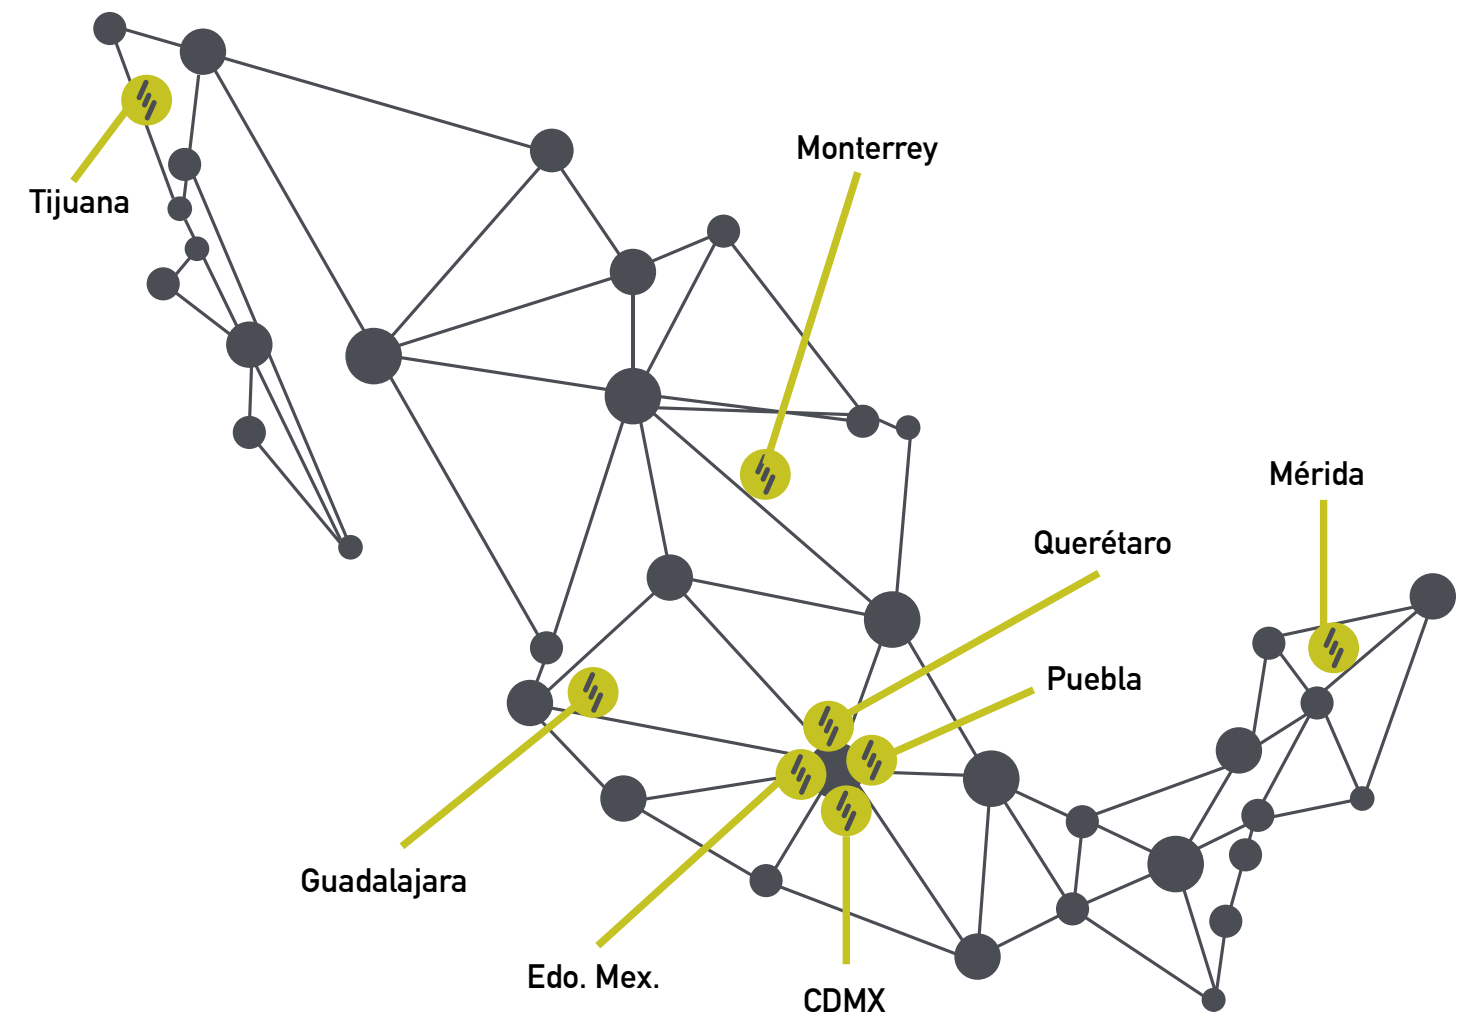 Monterrey
Tijuana
Mérida
Querétaro
Puebla
Guadalajara
Edo. Mex.
CDMX